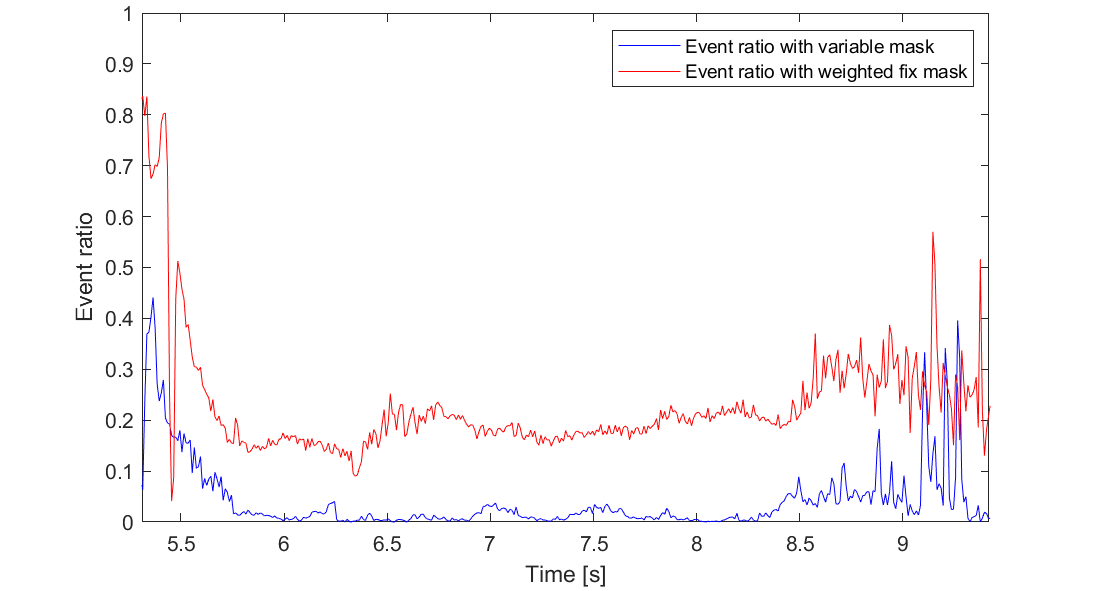 Event ratio with variable mask
Event ratio with weighted fix mask
Event ratio
1
0.9
0.8
0.7
0.6
0.5
0.4
0.3
0.2
0.1
0
5.5 6 6.5 7 7.5 8 8.5 9
Time [s]